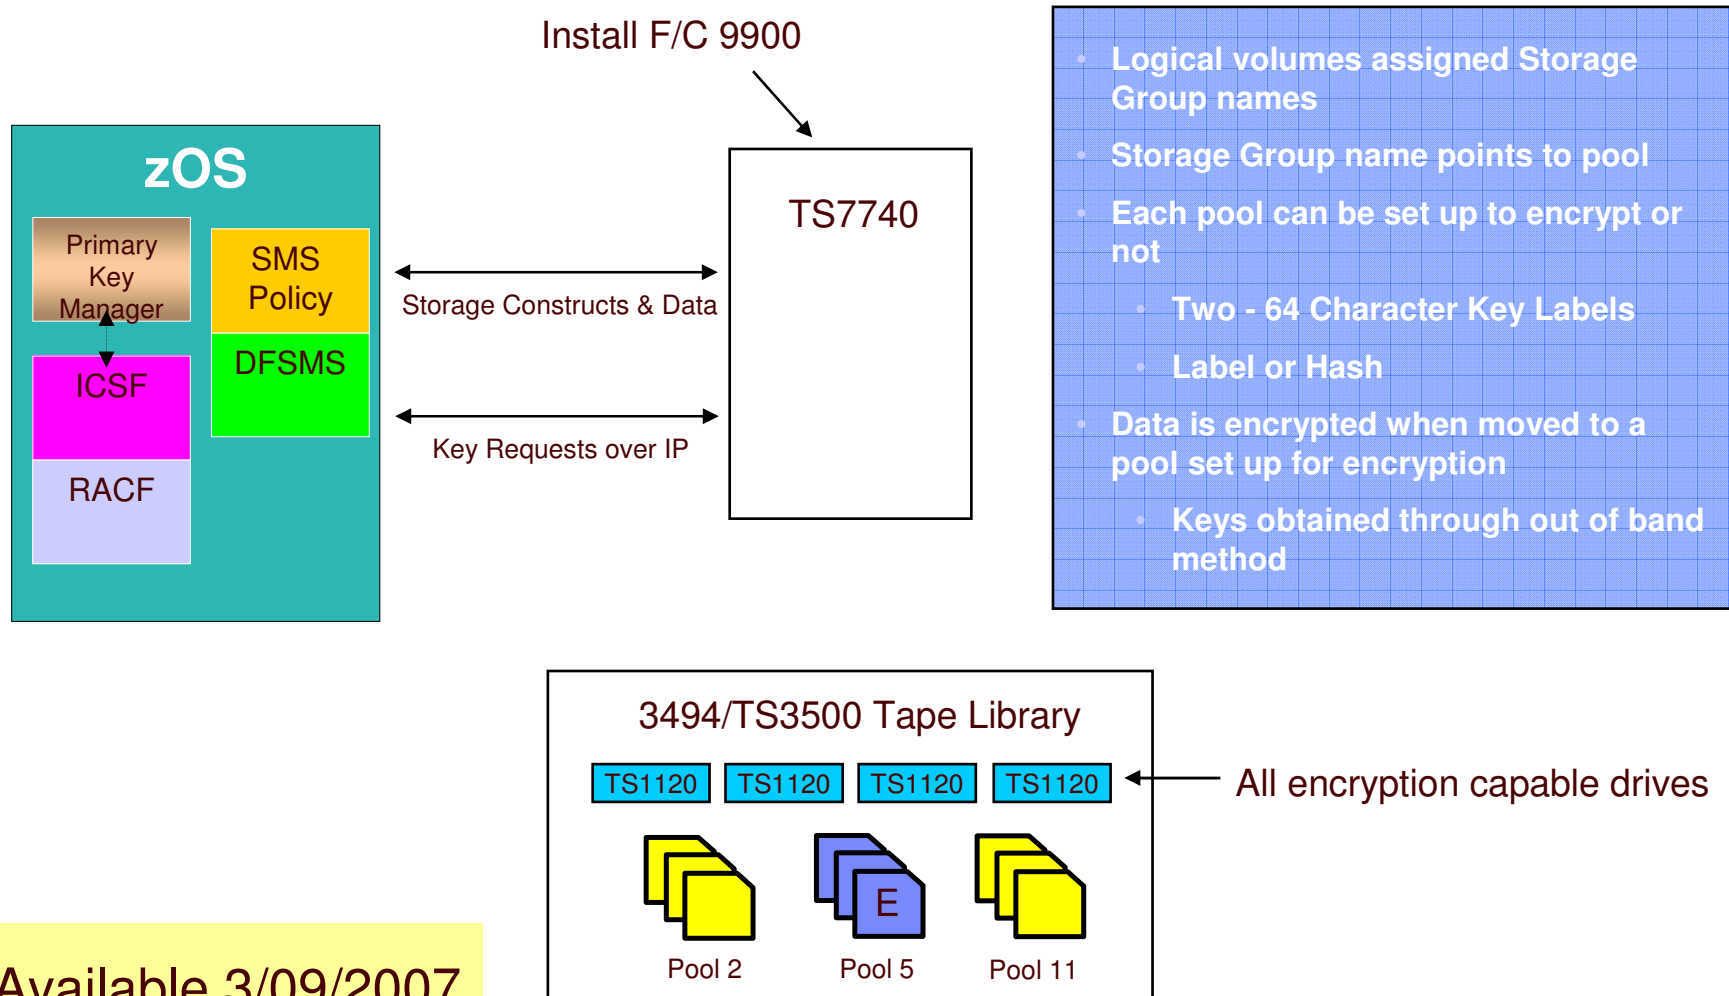 Install F/C 9900
zOS
Primary
Key
Manager
SMS
Policy
ICSF
DFSMS
RACF
Storage Constructs & Data
Key Requests over IP
TS7740
• Logical volumes assigned Storage
Group names
• Storage Group name points to pool
• Each pool can be set up to encrypt or
not
• Two - 64 Character Key Labels
• Label or Hash
• Data is encrypted when moved to a
pool set up for encryption
• Keys obtained through out of band
method
3494/TS3500 Tape Library
TS1120 TS1120 TS1120 TS1120
All encryption capable drives
E
Pool 2 Pool 5 Pool 11
Available 3/09/2007